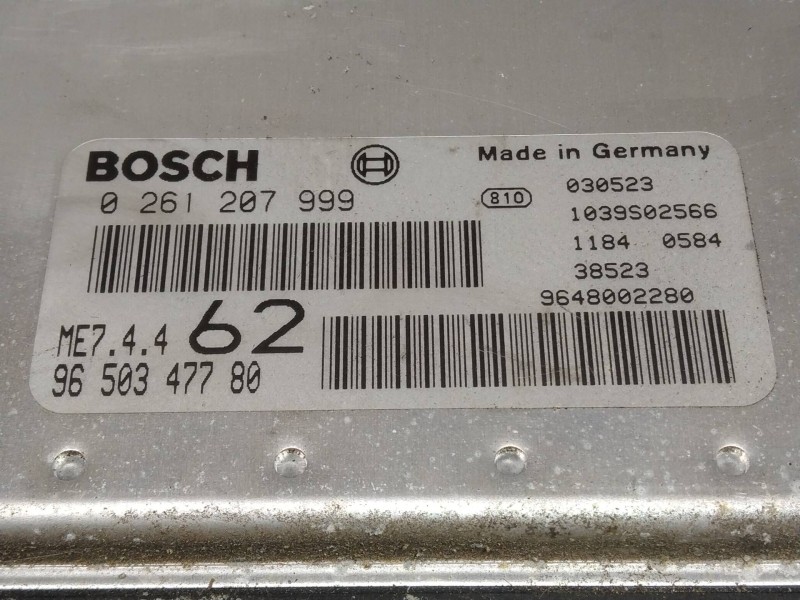 BOSCH
Made in Germany
0 261 207 999
810
030523
1039S02566
1184 0584
38523
9648002280
ME7.4.4 62
96 503 477 80